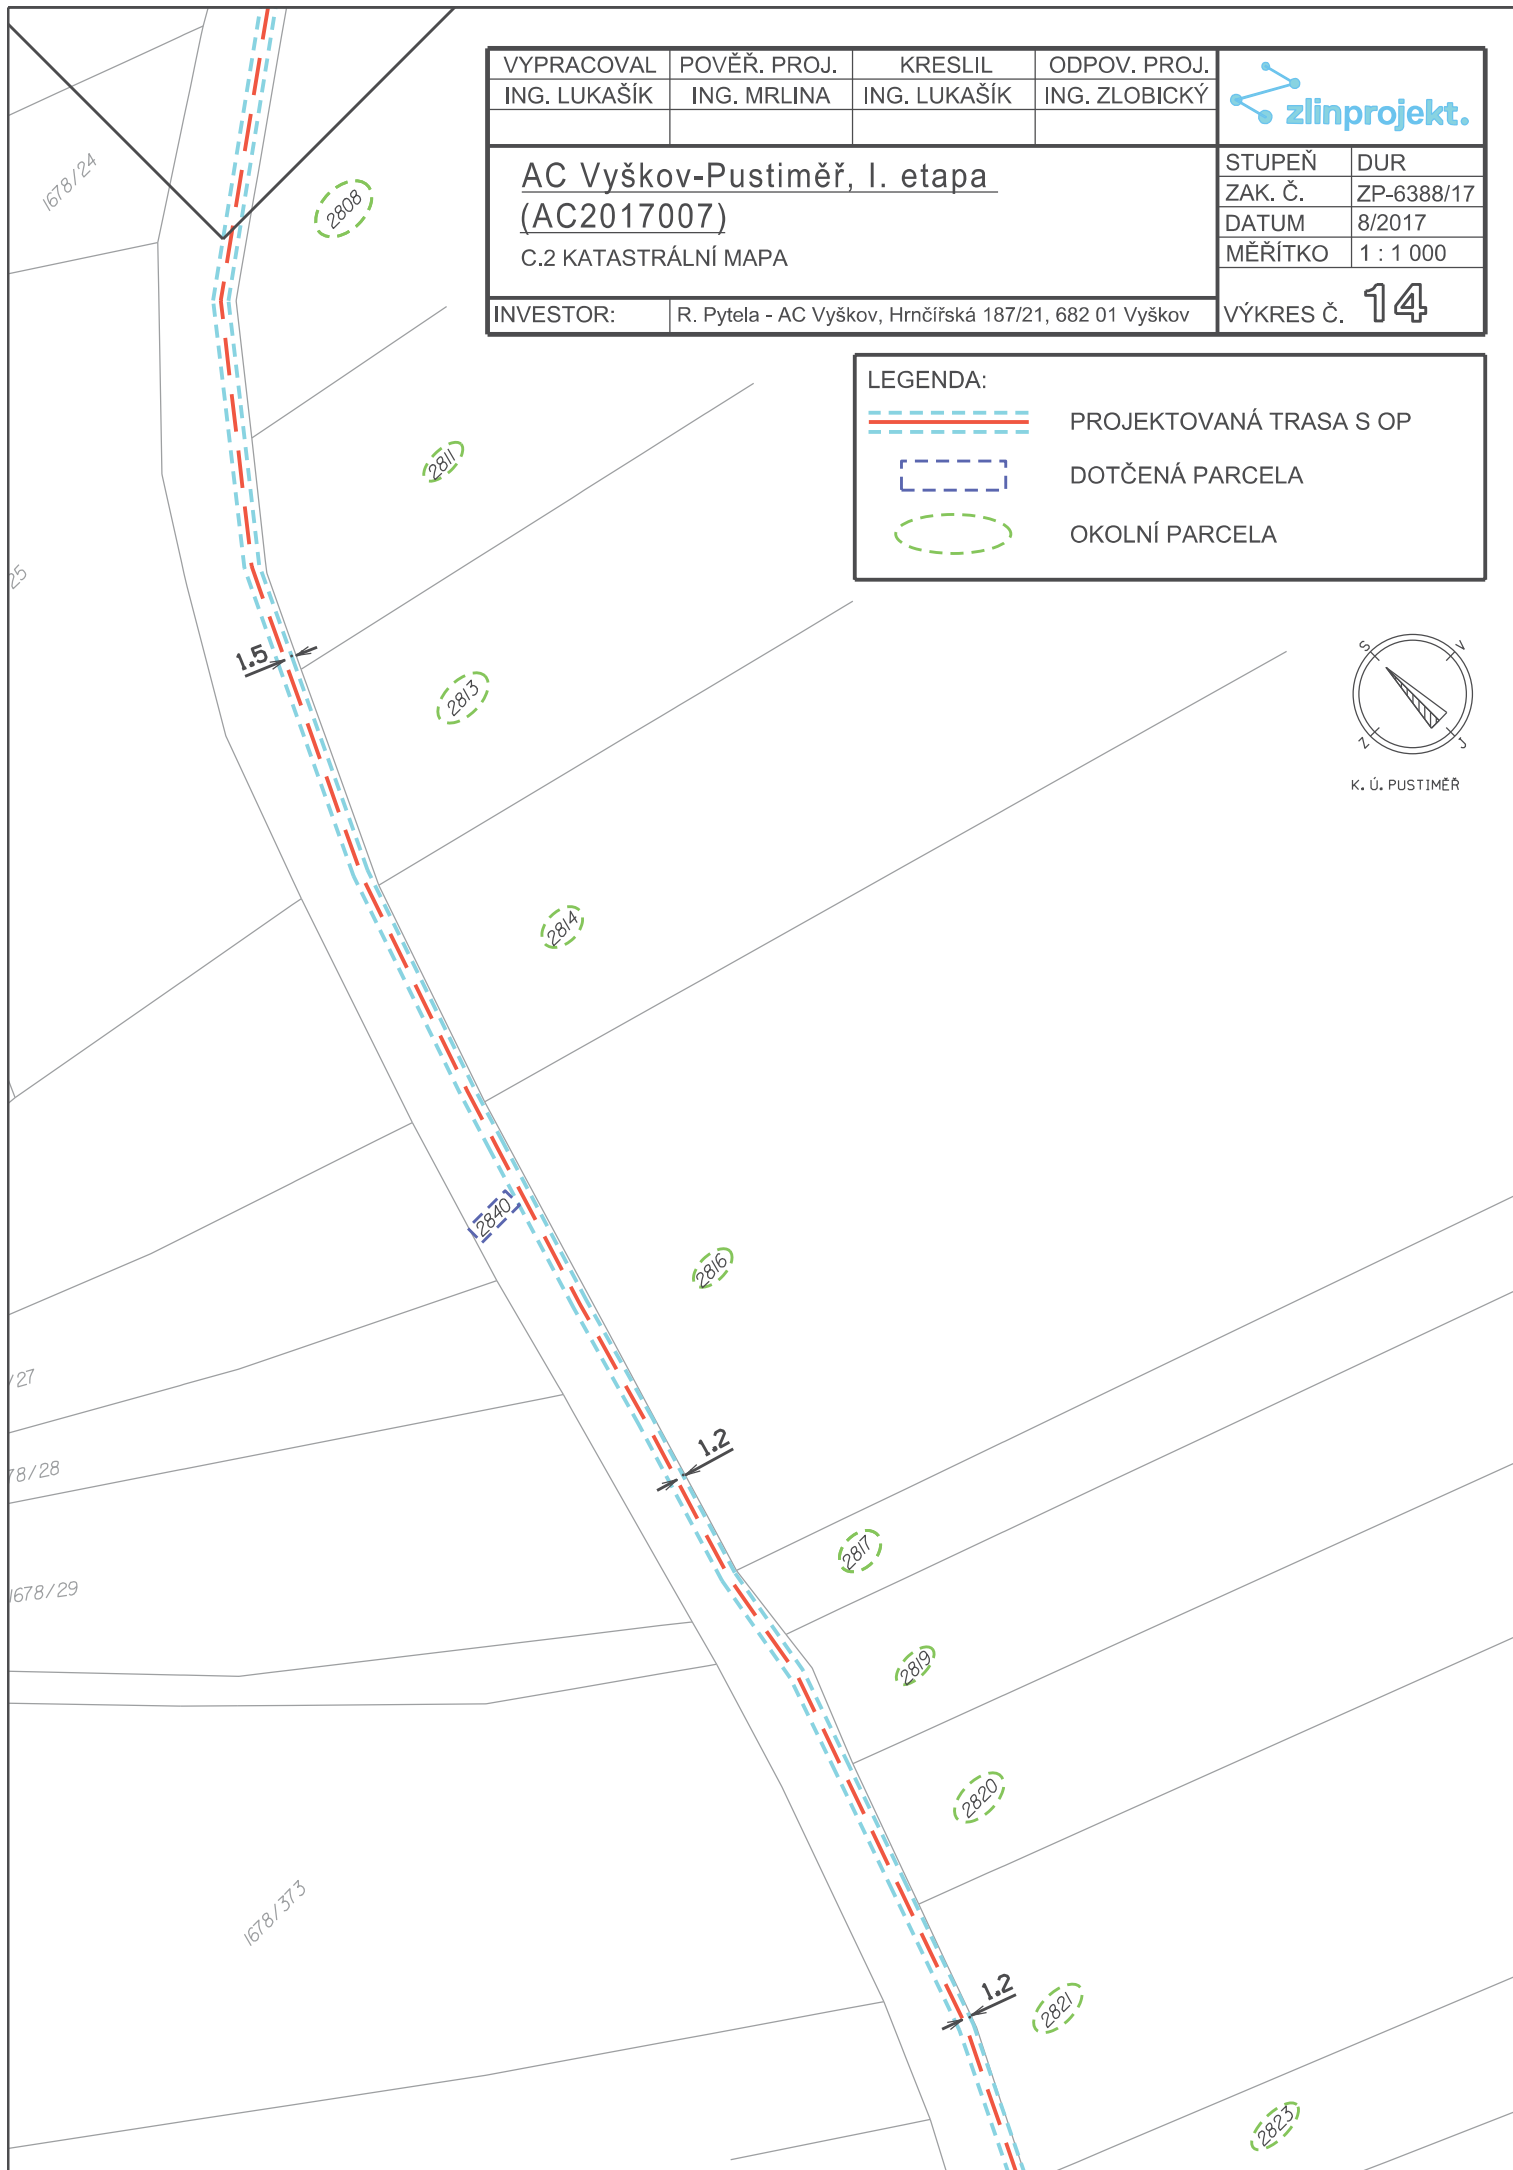 VYPRACOVAL POVĚŘ. PROJ. KRESLIL ODPOV. PROJ.
ING. LUKAŠÍK ING. MRLINA ING. LUKAŠÍK ING. ZLOBICKÝ
zlinprojekt.
AC Vyškov-Pustiměř, I. etapa
(AC2017007)
C.2 KATASTRÁLNÍ MAPA
STUPEŇ DUR
ZAK. Č. ZP-6388/17
DATUM 8/2017
MĚŘÍTKO 1 : 1 000
INVESTOR: R. Pytela - AC Vyškov, Hrnčířská 187/21, 682 01 Vyškov
VÝKRES Č. 14
LEGENDA:
PROJEKTOVANÁ TRASA S OP
DOTČENÁ PARCELA
OKOLNÍ PARCELA
S V
Z J
K. Ú. PUSTIMĚŘ
1678/24
2808
2811
25
1.5
2813
2814
2840
2816
/27
1.2
78/28
2817
1678/29
2819
2820
1678/373
1.2
2821
2823